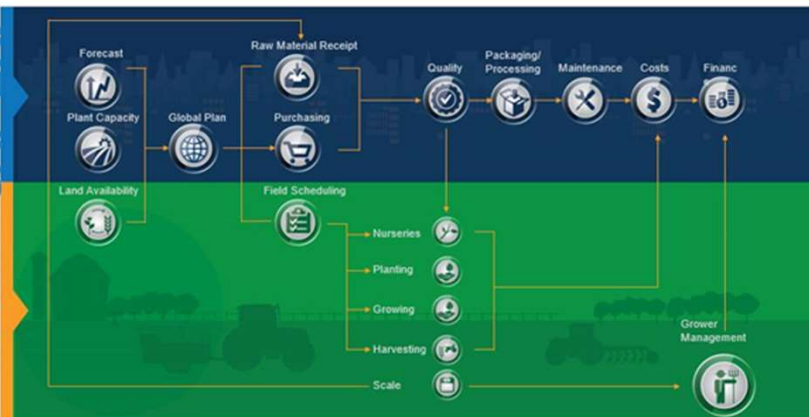 Forecast
Raw Material Receipt
Quality
Packaging/
Processing
Maintenance
Costs
Financ
Plant Capacity
Global Plan
Purchasing
Land Availability
Field Scheduling
Nurseries
Planting
Growing
Harvesting
Scale
Grower
Management